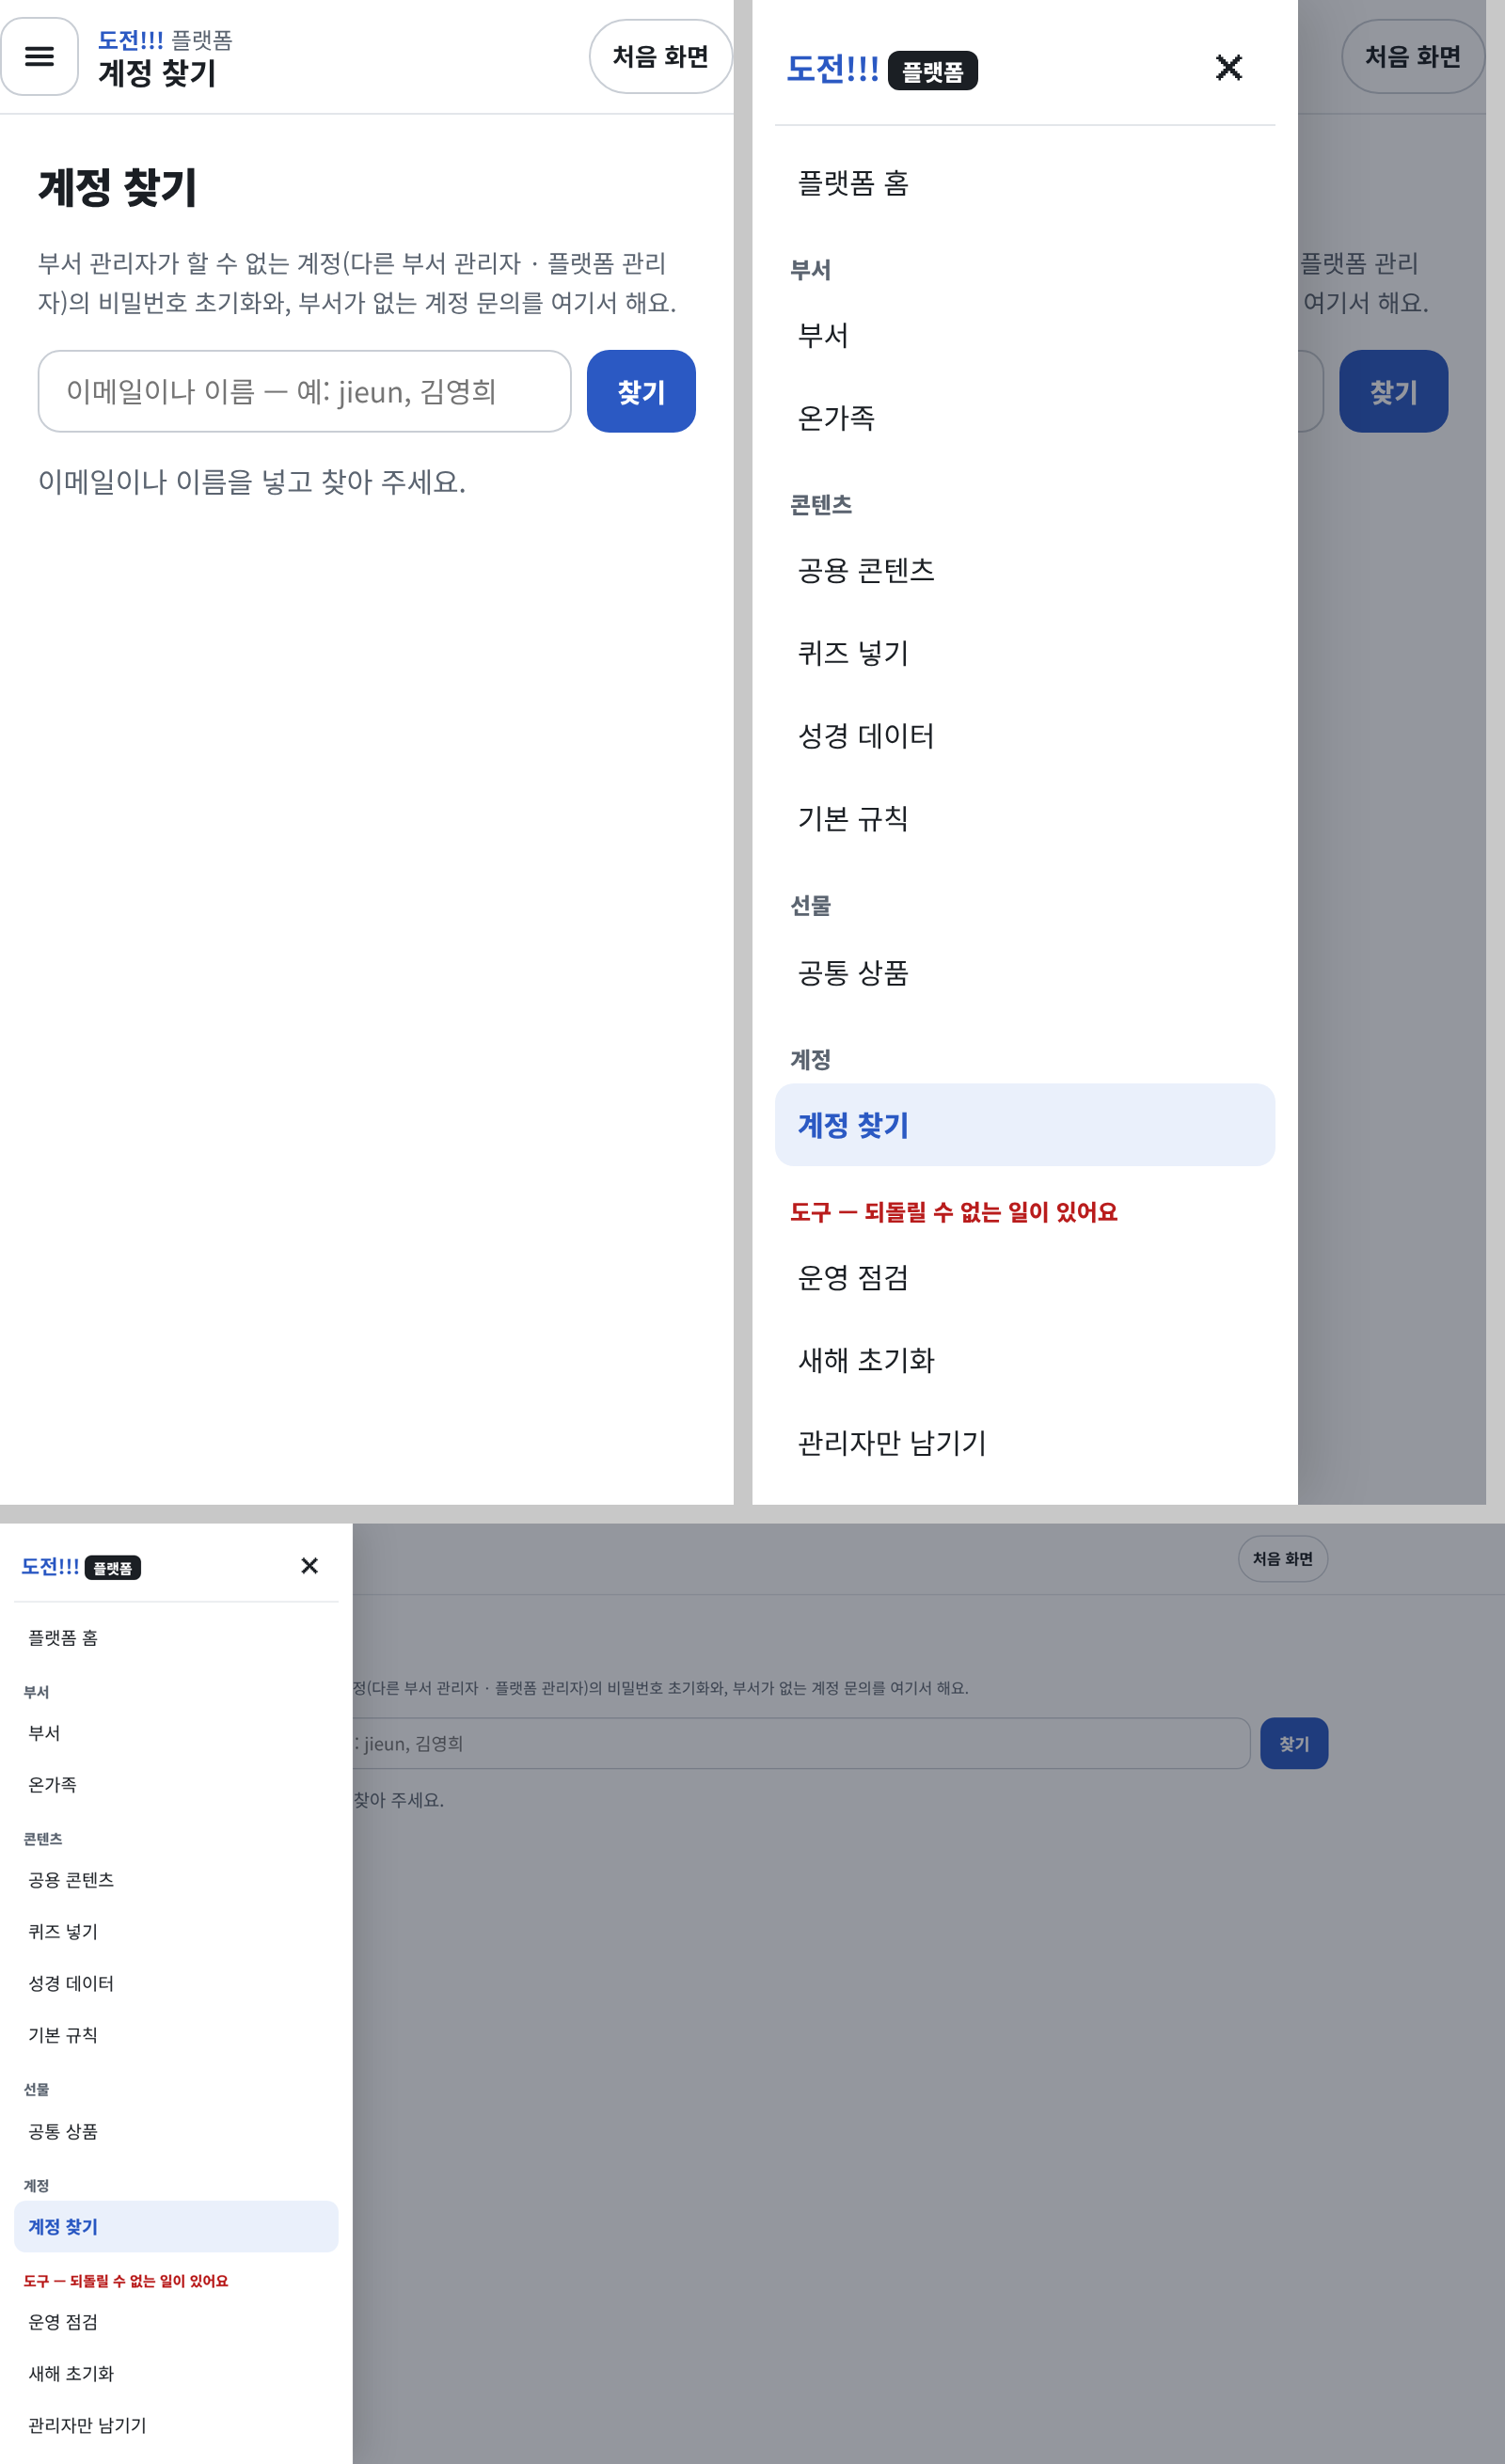 도전!!! 플랫폼
계정 찾기
처음 화면
계정 찾기
부서 관리자가 할 수 없는 계정(다른 부서 관리자 · 플랫폼 관리
자)의 비밀번호 초기화와, 부서가 없는 계정 문의를 여기서 해요.
이메일이나 이름 — 예: jieun, 김영희
찾기
이메일이나 이름을 넣고 찾아 주세요.
도전!!! 플랫폼
플랫폼 홈
부서
부서
온가족
콘텐츠
공용 콘텐츠
퀴즈 넣기
성경 데이터
기본 규칙
선물
공통 상품
계정
계정 찾기
도구 — 되돌릴 수 없는 일이 있어요
운영 점검
새해 초기화
관리자만 남기기
처음 화면
플랫폼 관리
여기서 해요.
찾기
도전!!! 플랫폼
플랫폼 홈
부서
부서
온가족
콘텐츠
공용 콘텐츠
퀴즈 넣기
성경 데이터
기본 규칙
선물
공통 상품
계정
계정 찾기
도구 — 되돌릴 수 없는 일이 있어요
운영 점검
새해 초기화
관리자만 남기기
처음 화면
정(다른 부서 관리자 · 플랫폼 관리자)의 비밀번호 초기화와, 부서가 없는 계정 문의를 여기서 해요.
: jieun, 김영희
찾기
찾아 주세요.